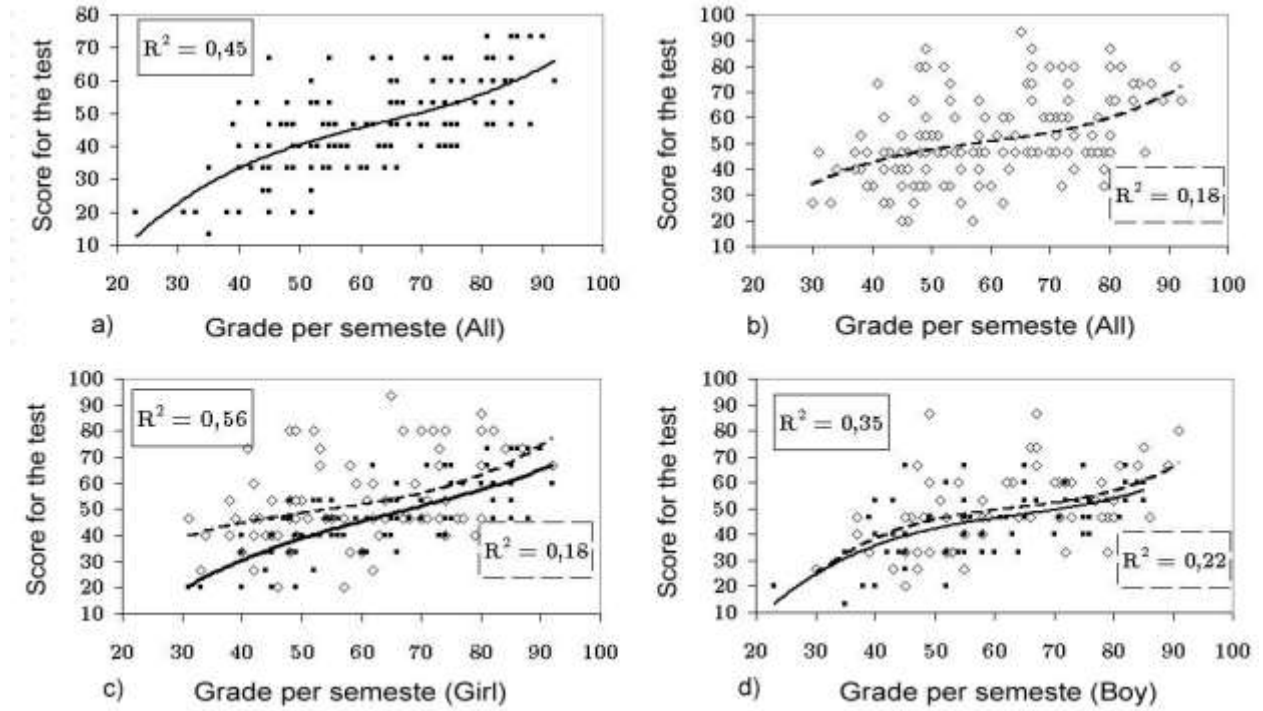 80
70
60
50
40
30
20
10
R² = 0,45
Score for the test
20 30 40 50 60 70 80 90 100
a) Grade per semeste (All)
100
90
80
70
60
50
40
30
20
10
R² = 0,18
Score for the test
20 30 40 50 60 70 80 90 100
b) Grade per semeste (All)
100
90
80
70
60
50
40
30
20
10
R² = 0,56
R² = 0,18
Score for the test
20 30 40 50 60 70 80 90 100
c) Grade per semeste (Girl)
100
90
80
70
60
50
40
30
20
10
R² = 0,35
R² = 0,22
Score for the test
20 30 40 50 60 70 80 90 100
d) Grade per semeste (Boy)